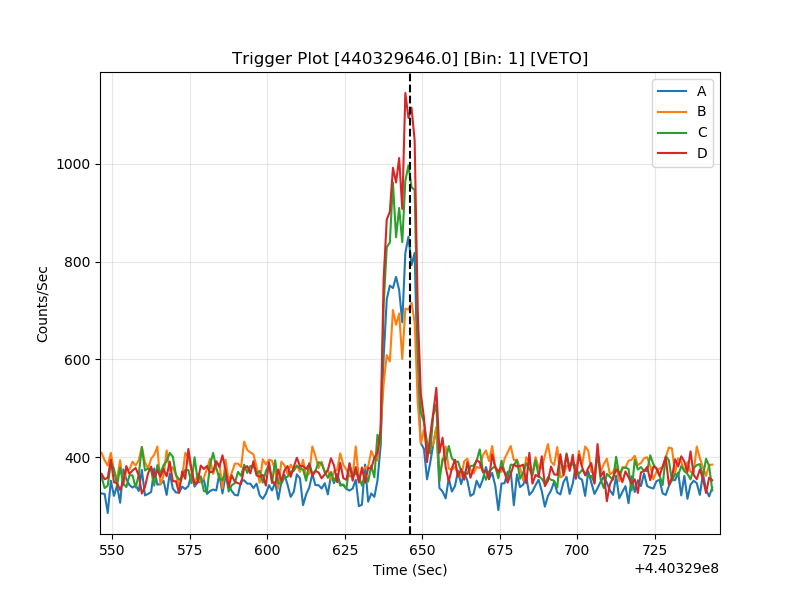 Trigger Plot [440329646.0] [Bin: 1] [VETO]
A
B
C
D
1000
800
600
400
Counts/Sec
550 575 600 625 650 675 700 725
+4.40329e8
Time (Sec)